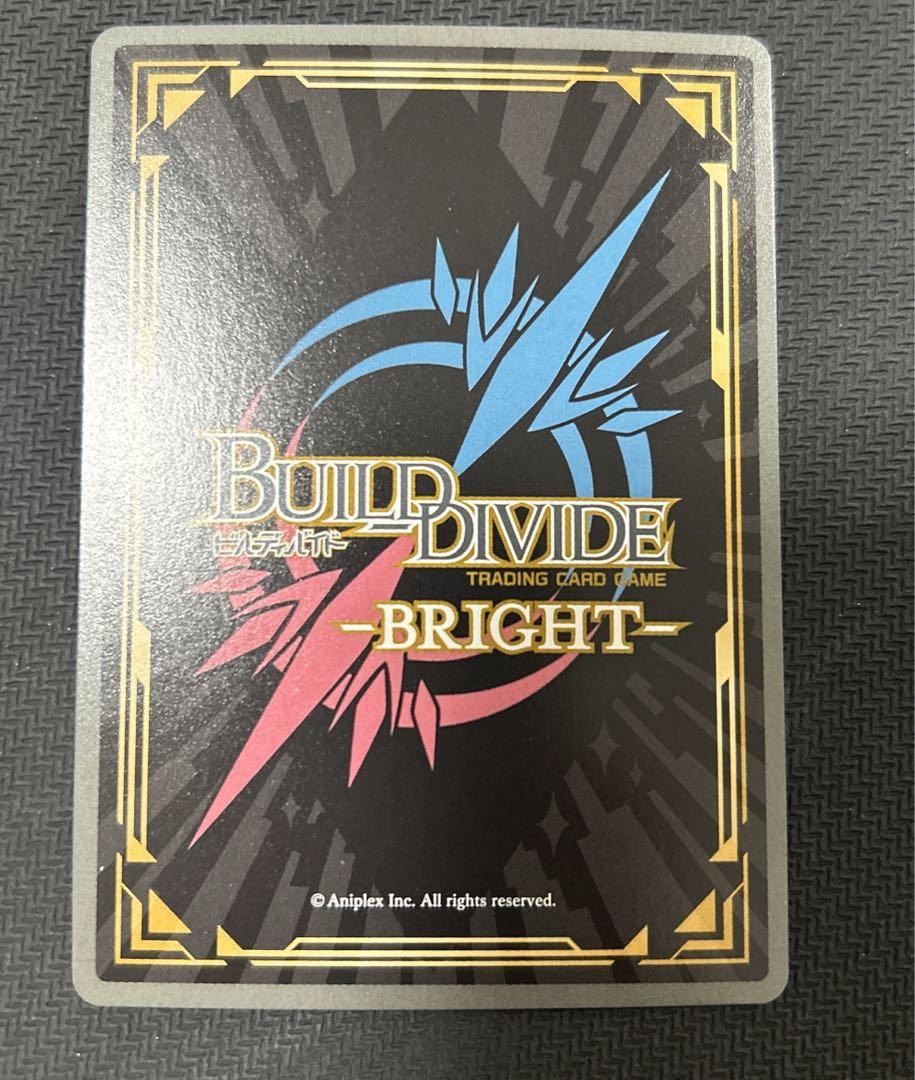 BUILD DIVIDE
ビルディバイド
TRADING CARD GAME
-BRIGHT-
© Aniplex Inc. All rights reserved.